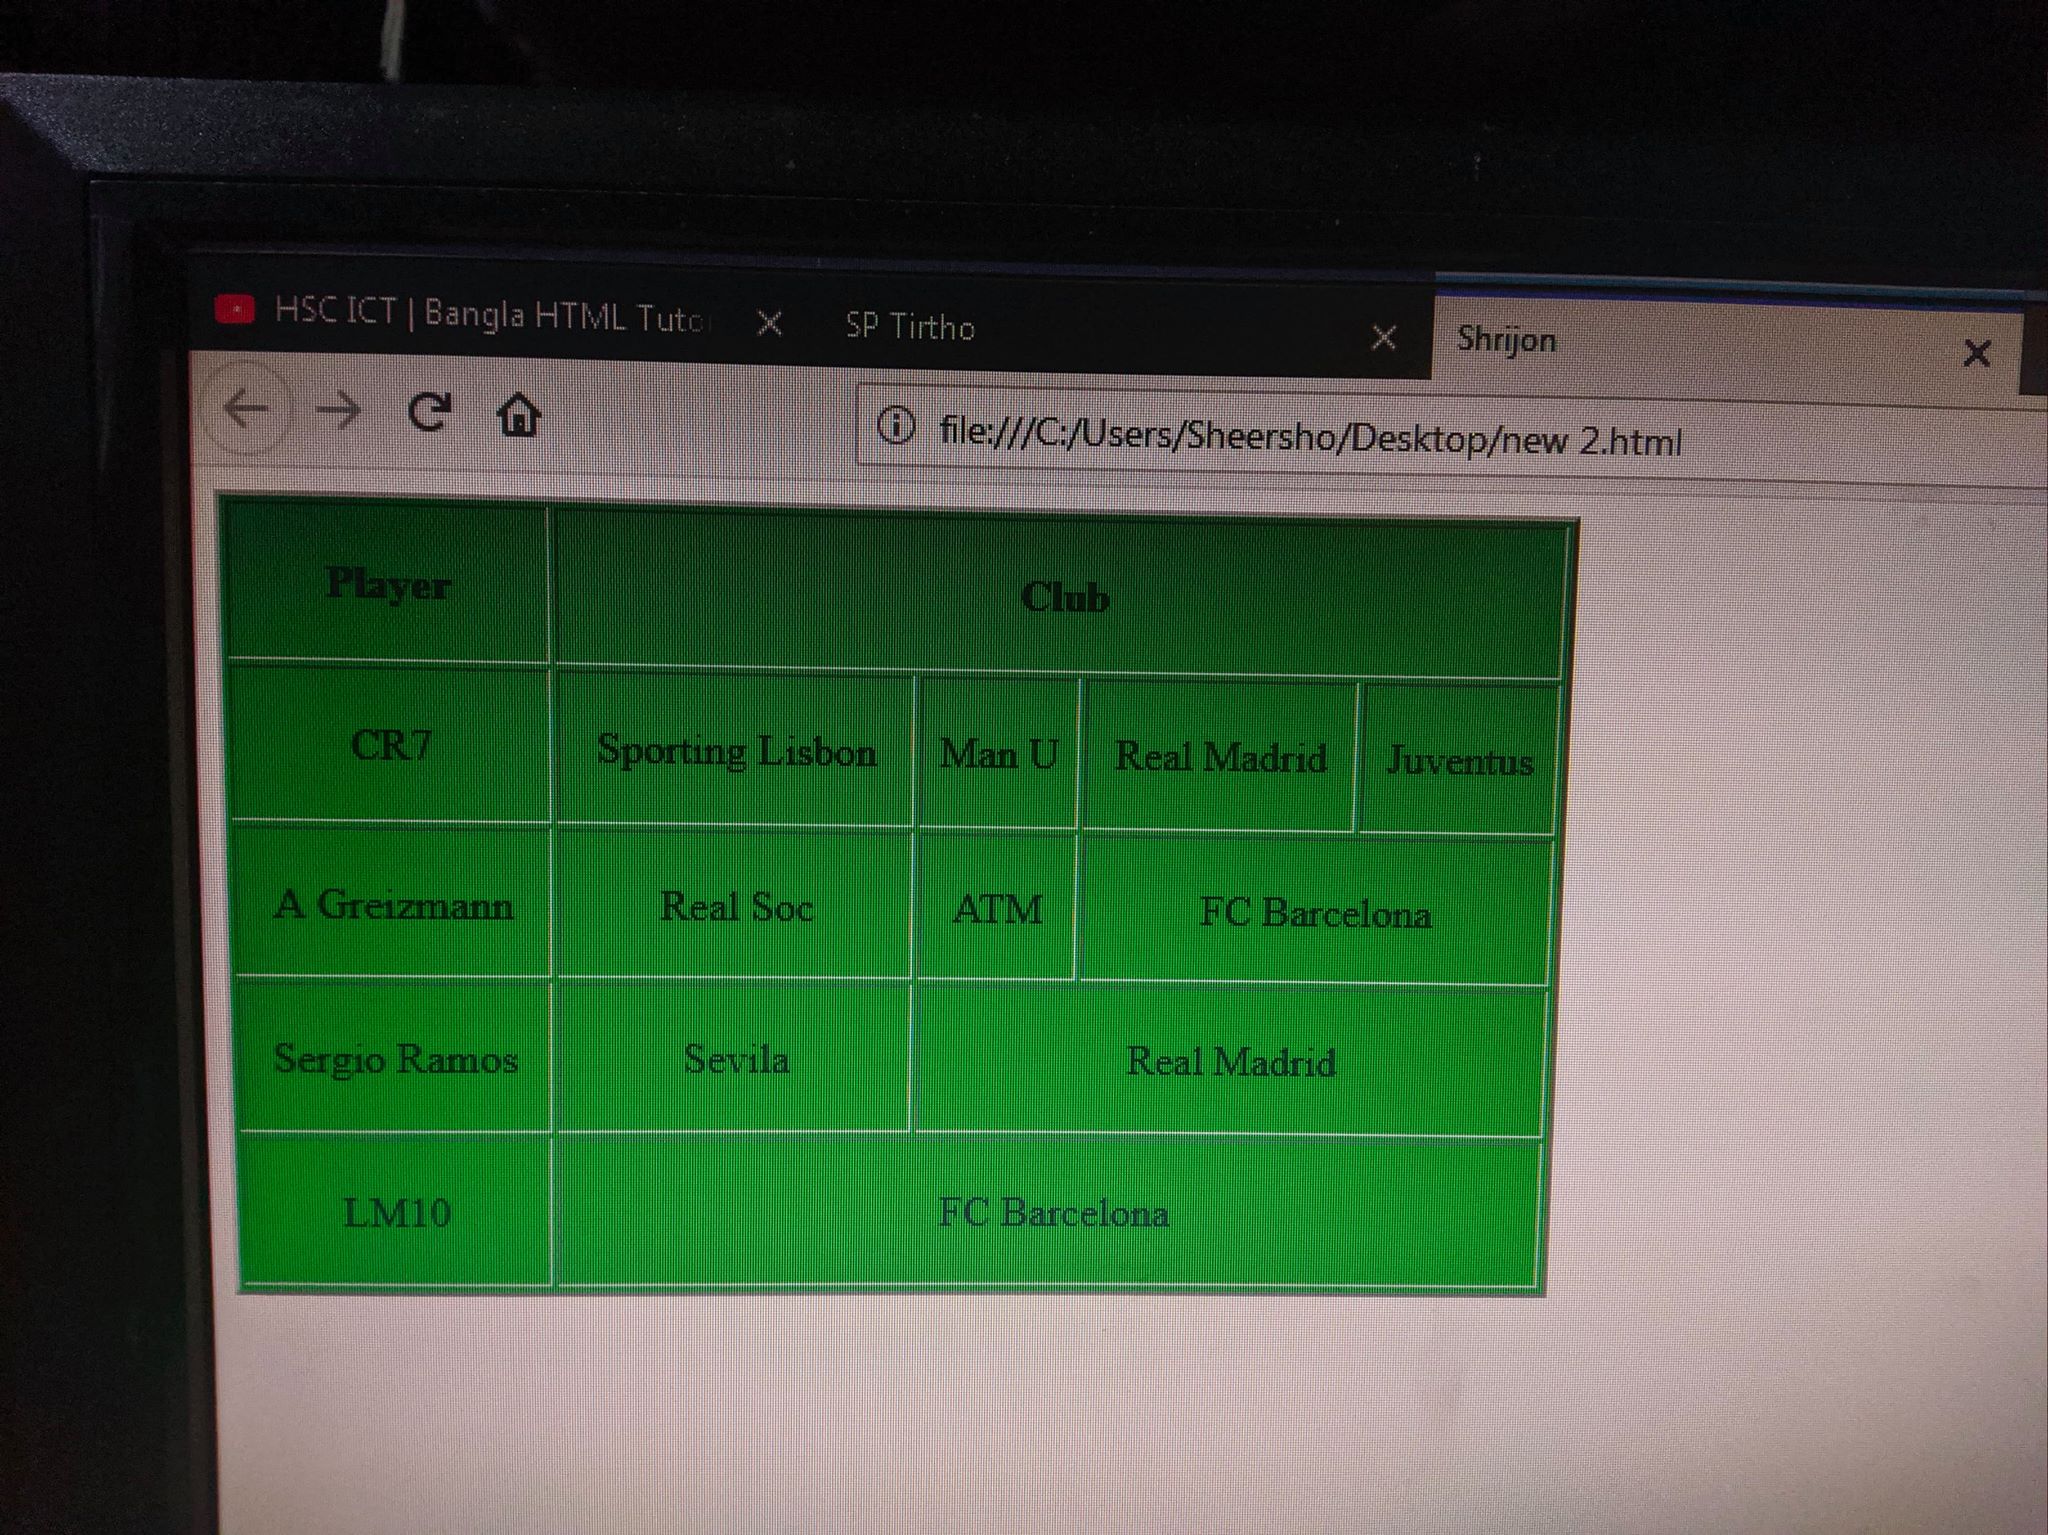 HSC ICT | Bangla HTML Tuto
SP Tirtho
Shrijon
file:///C:/Users/Sheersho/Desktop/new 2.html
Player Club
CR7 Sporting Lisbon Man U Real Madrid Juventus
A Greizmann Real Soc ATM FC Barcelona
Sergio Ramos Sevila Real Madrid
LM10 FC Barcelona